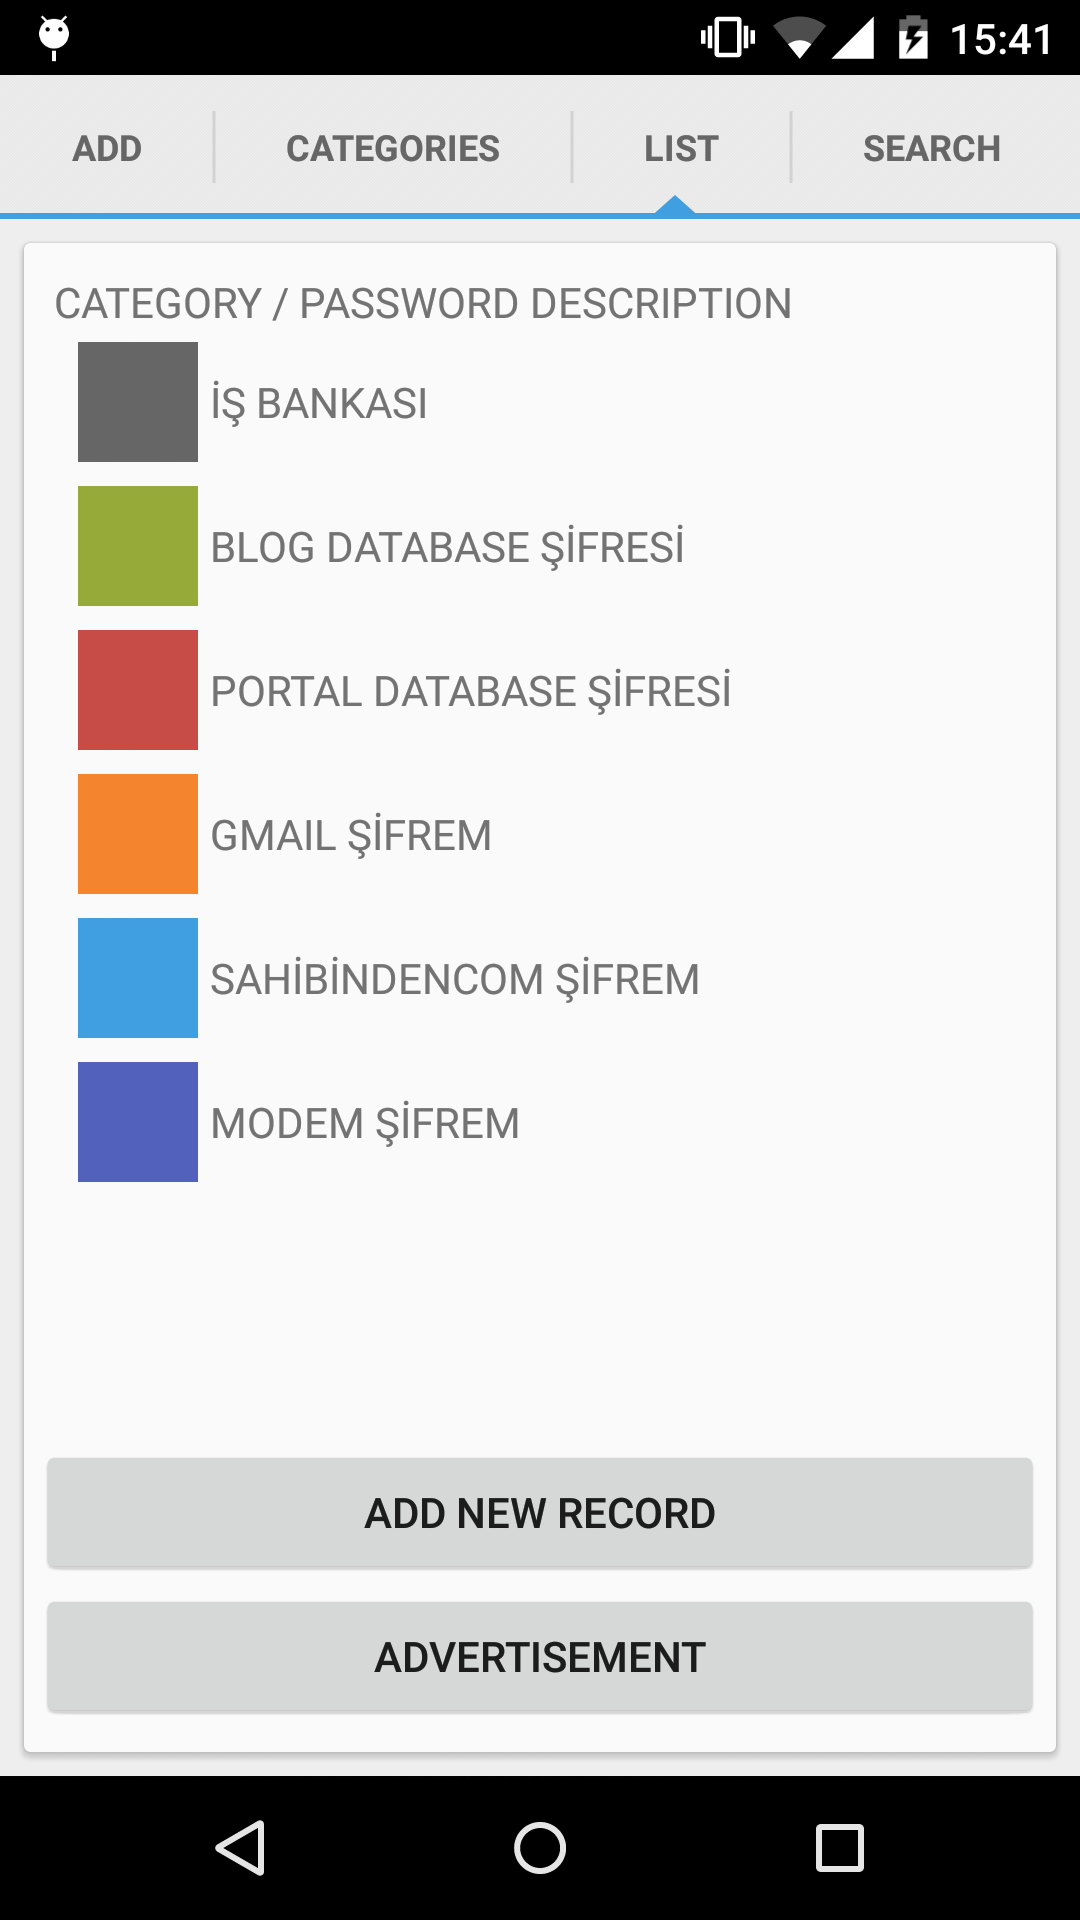 15:41
ADD CATEGORIES LIST SEARCH
CATEGORY / PASSWORD DESCRIPTION
İŞ BANKASI
BLOG DATABASE ŞİFRESİ
PORTAL DATABASE ŞİFRESİ
GMAIL ŞİFREM
SAHİBİNDENCOM ŞİFREM
MODEM ŞİFREM
ADD NEW RECORD
ADVERTISEMENT